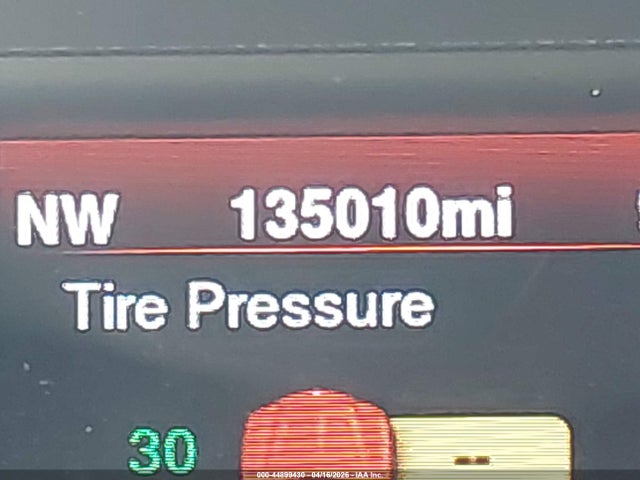 NW 135010mi
Tire Pressure
30 --
000-44899430 - 04/16/2026 - IAA Inc.